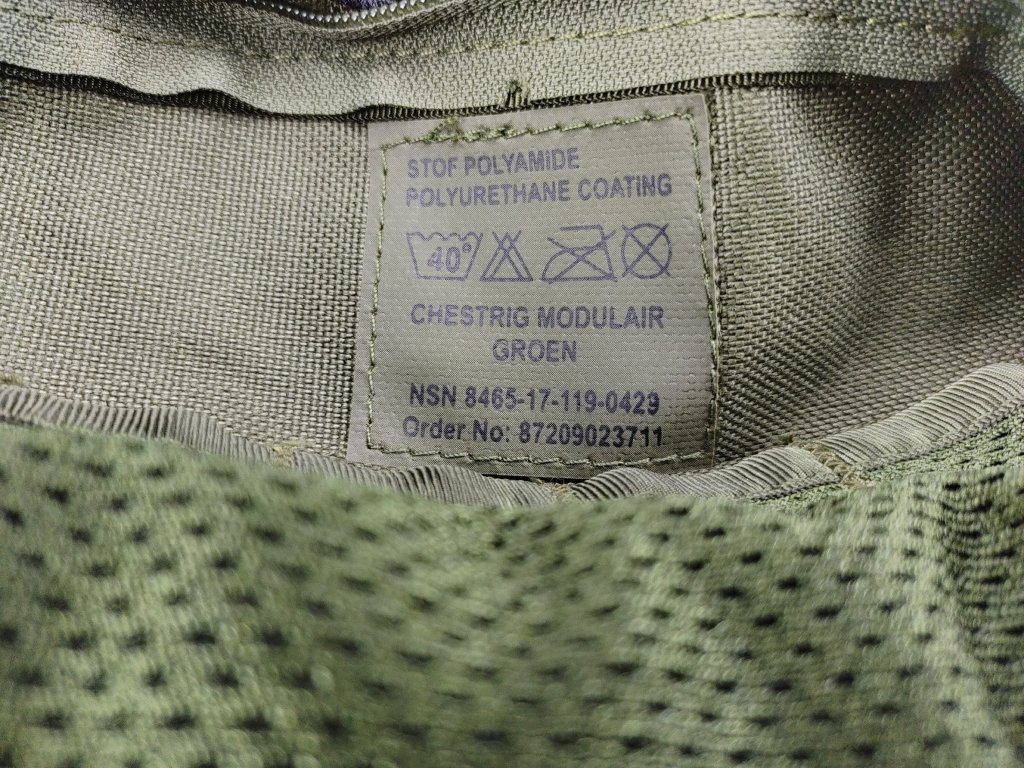 STOF POLYAMIDE
POLYURETHANE COATING
40°
CHESTRIG MODULAIR
GROEN
NSN 8465-17-119-0429
Order No: 87209023711